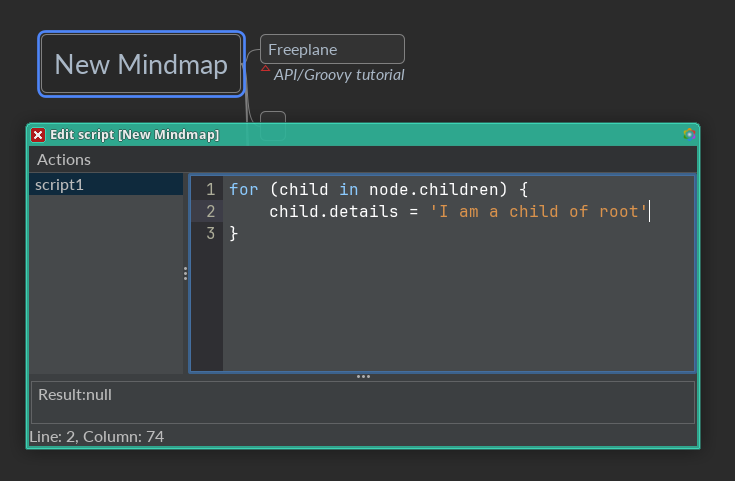 New Mindmap
Freeplane
API/Groovy tutorial
Edit script [New Mindmap]
Actions
script1
1 for (child in node.children) {
2     child.details = 'I am a child of root'
3 }
Result:null
Line: 2, Column: 74